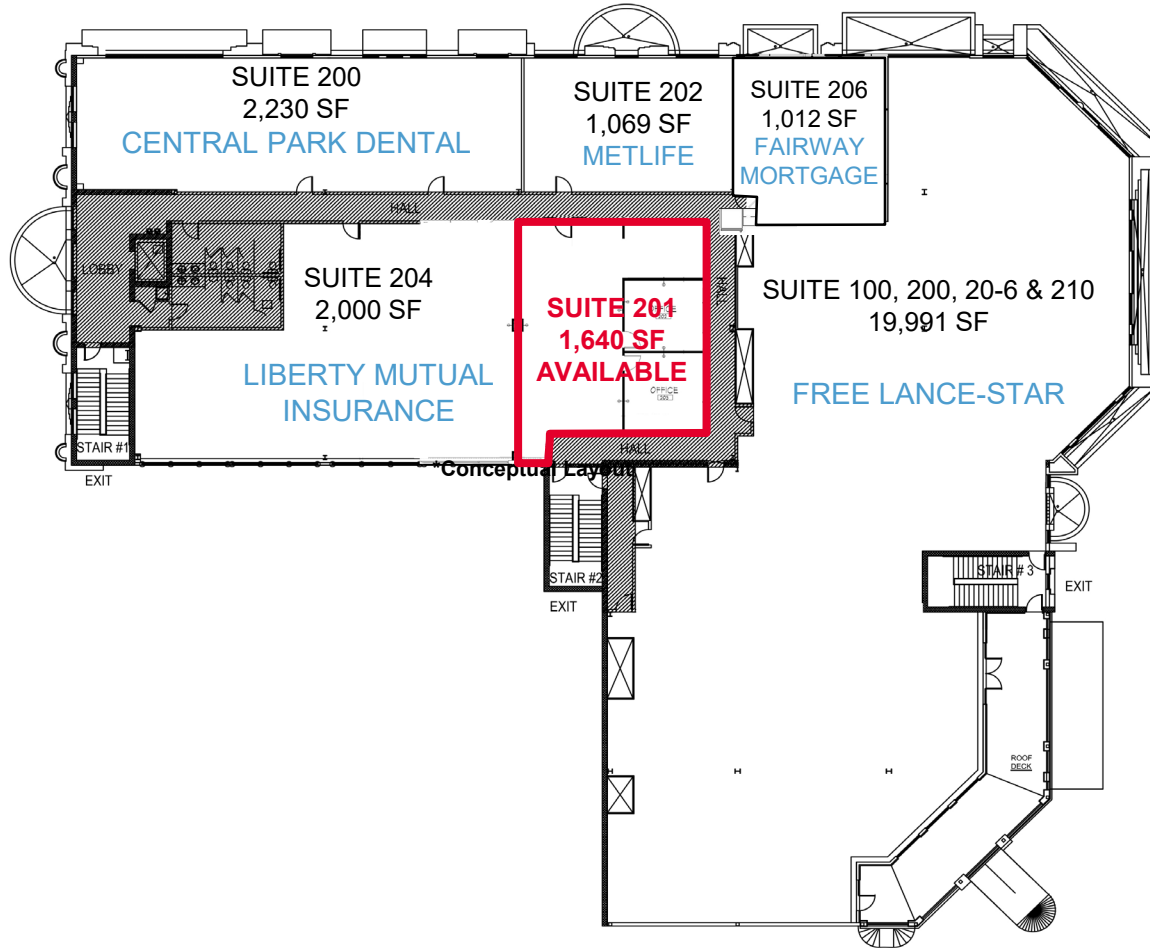 SUITE 200
2,230 SF
CENTRAL PARK DENTAL
SUITE 202
1,069 SF
METLIFE
SUITE 206
1,012 SF
FAIRWAY
MORTGAGE
HALL
LOBBY
SUITE 204
2,000 SF
LIBERTY MUTUAL
INSURANCE
SUITE 201
1,640 SF
AVAILABLE
OFFICE
OFFICE
202
HALL
HALL
SUITE 100, 200, 20-6 & 210
19,991 SF
FREE LANCE-STAR
STAIR #1
EXIT
*Conceptual Layout
STAIR #2
EXIT
STAIR # 3
EXIT
ROOF
DECK